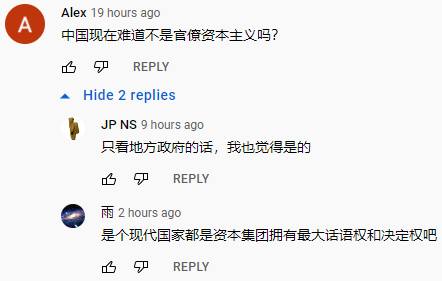 Alex 19 hours ago
中国现在难道不是官僚资本主义吗?
REPLY
Hide 2 replies
JP NS 9 hours ago
只看地方政府的话，我也觉得是的
REPLY
雨 2 hours ago
是个现代国家都是资本集团拥有最大话语权和决定权吧
REPLY